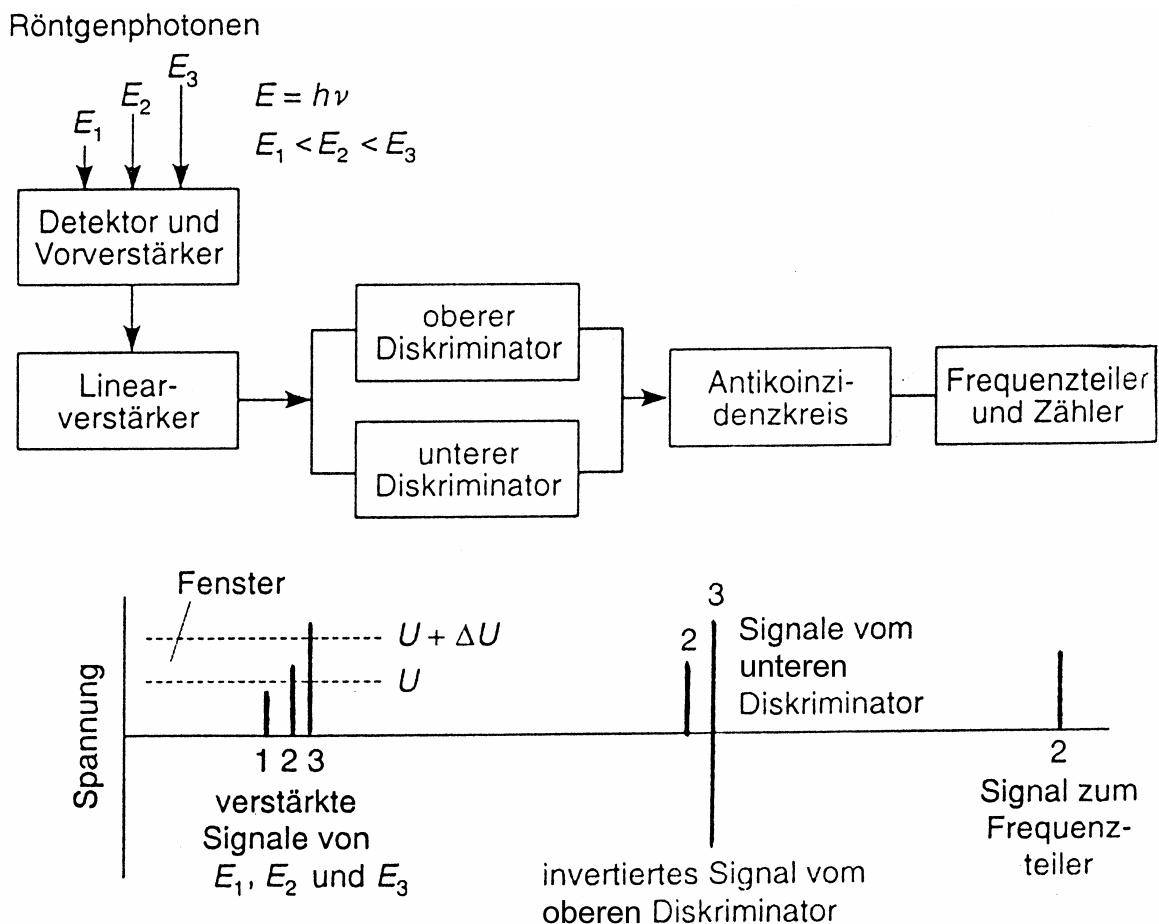 Röntgenphotonen
E₁
E₂
E₃
E = hν
E₁ < E₂ < E₃
Detektor und
Vorverstärker
Linear-
verstärker
oberer
Diskriminator
unterer
Diskriminator
Antikoinzi-
denzkreis
Frequenzteiler
und Zähler
Spannung
Fenster
U + ΔU
U
1 2 3
verstärkte
Signale von
E₁, E₂ und E₃
2
3
Signale vom
unteren
Diskriminator
invertiertes Signal vom
oberen Diskriminator
2
Signal zum
Frequenz-
teiler